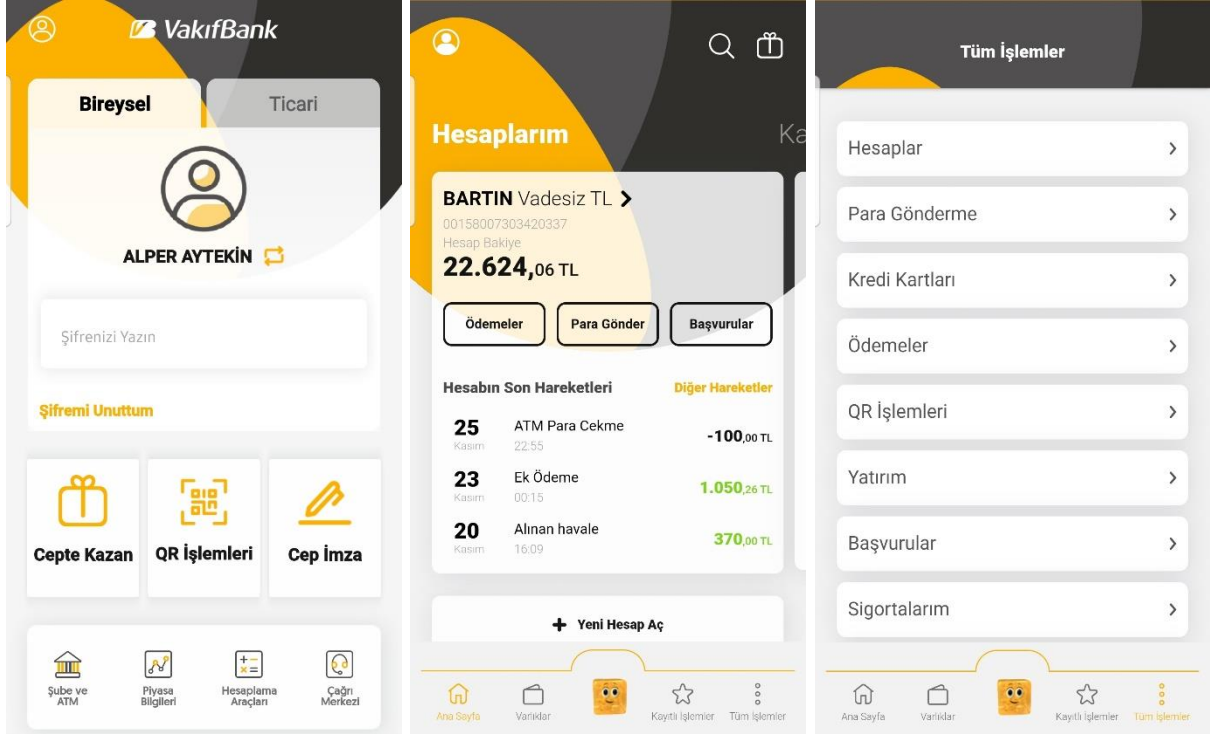 VakıfBank
Bireysel
Ticari
ALPER AYTEKİN
Şifrenizi Yazın
Şifremi Unuttum
Cepte Kazan
QR İşlemleri
Cep İmza
Şube ve
ATM
Piyasa
Bilgileri
Hesaplama
Araçları
Çağrı
Merkezi
Hesaplarım
Ka
BARTIN Vadesiz TL
00158007303420337
Hesap Bakiye
22.624,06 TL
Ödemeler
Para Gönder
Başvurular
Hesabın Son Hareketleri
Diğer Hareketler
25 ATM Para Cekme -100,00 TL
Kasım 22:55
23 Ek Ödeme 1.050,26 TL
Kasım 00:15
20 Alınan havale 370,00 TL
Kasım 16:09
+ Yeni Hesap Aç
Ana Sayfa
Varlıklar
Kayıtlı İşlemler
Tüm İşlemler
Tüm İşlemler
Hesaplar
Para Gönderme
Kredi Kartları
Ödemeler
QR İşlemleri
Yatırım
Başvurular
Sigortalarım
Ana Sayfa
Varlıklar
Kayıtlı İşlemler
Tüm İşlemler